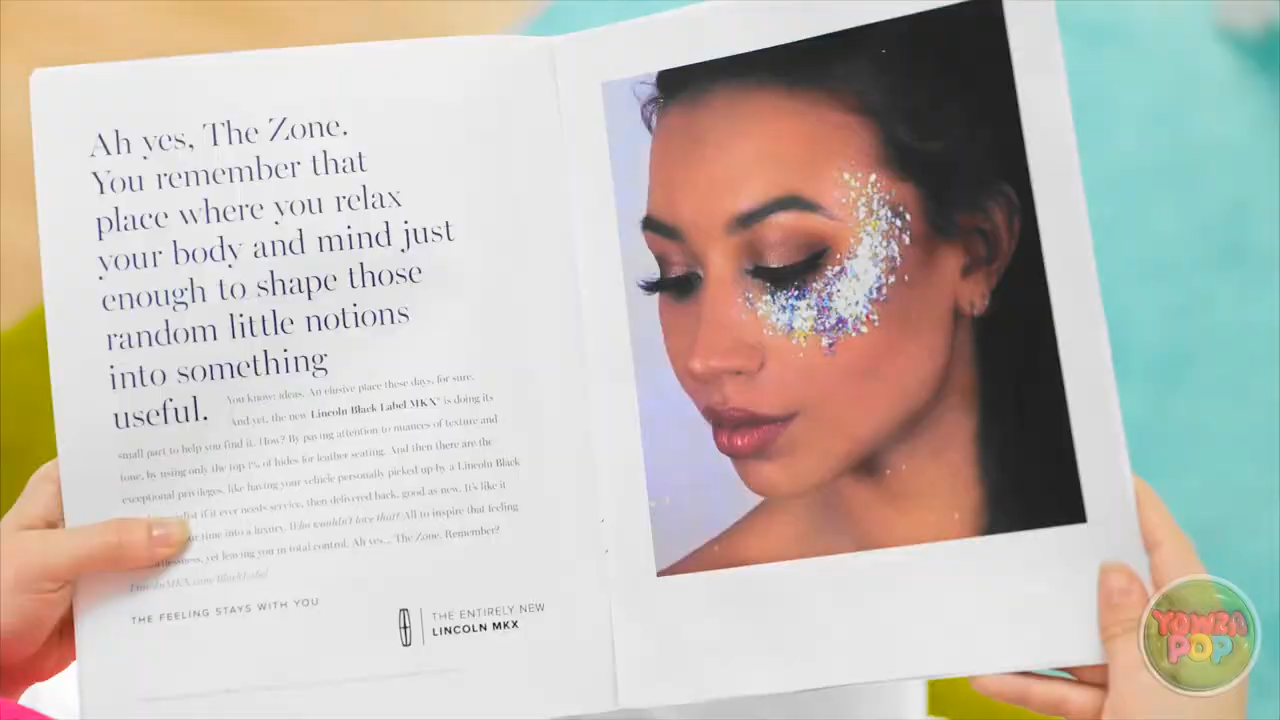 Ah yes, The Zone.
You remember that
place where you relax
your body and mind just
enough to shape those
random little notions
into something
useful. You know: ideas. An elusive place these days, for sure.
And yet, the new Lincoln Black Label MKX® is doing its
small part to help you find it. How? By paying attention to nuances of texture and
tone, by using only the top 1% of hides for leather seating. And then there are the
exceptional privileges, like having your vehicle personally picked up by a Lincoln Black
if it ever needs service, then delivered back, good as new. It's like it
time into a luxury. Who wouldn't love that? All to inspire that feeling
yet leaving you in total control. Ah yes... The Zone. Remember?
LincolnMKX.com/BlackLabel
THE FEELING STAYS WITH YOU
THE ENTIRELY NEW
LINCOLN MKX
YOWZA
POP